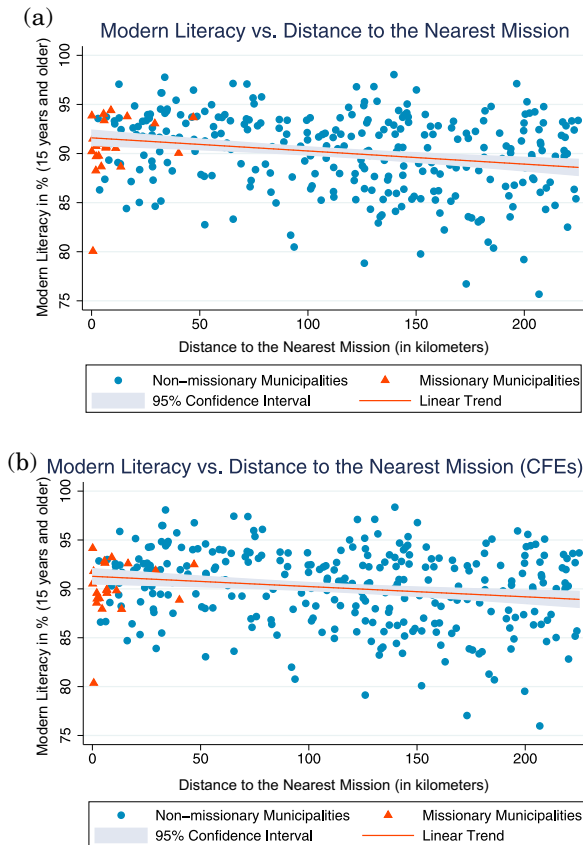 (a)
Modern Literacy vs. Distance to the Nearest Mission
Modern Literacy in % (15 years and older)
100
95
90
85
80
75
0
50
100
150
200
Distance to the Nearest Mission (in kilometers)
Non−missionary Municipalities
Missionary Municipalities
95% Confidence Interval
Linear Trend
(b)
Modern Literacy vs. Distance to the Nearest Mission (CFEs)
Modern Literacy in % (15 years and older)
100
95
90
85
80
75
0
50
100
150
200
Distance to the Nearest Mission (in kilometers)
Non−missionary Municipalities
Missionary Municipalities
95% Confidence Interval
Linear Trend